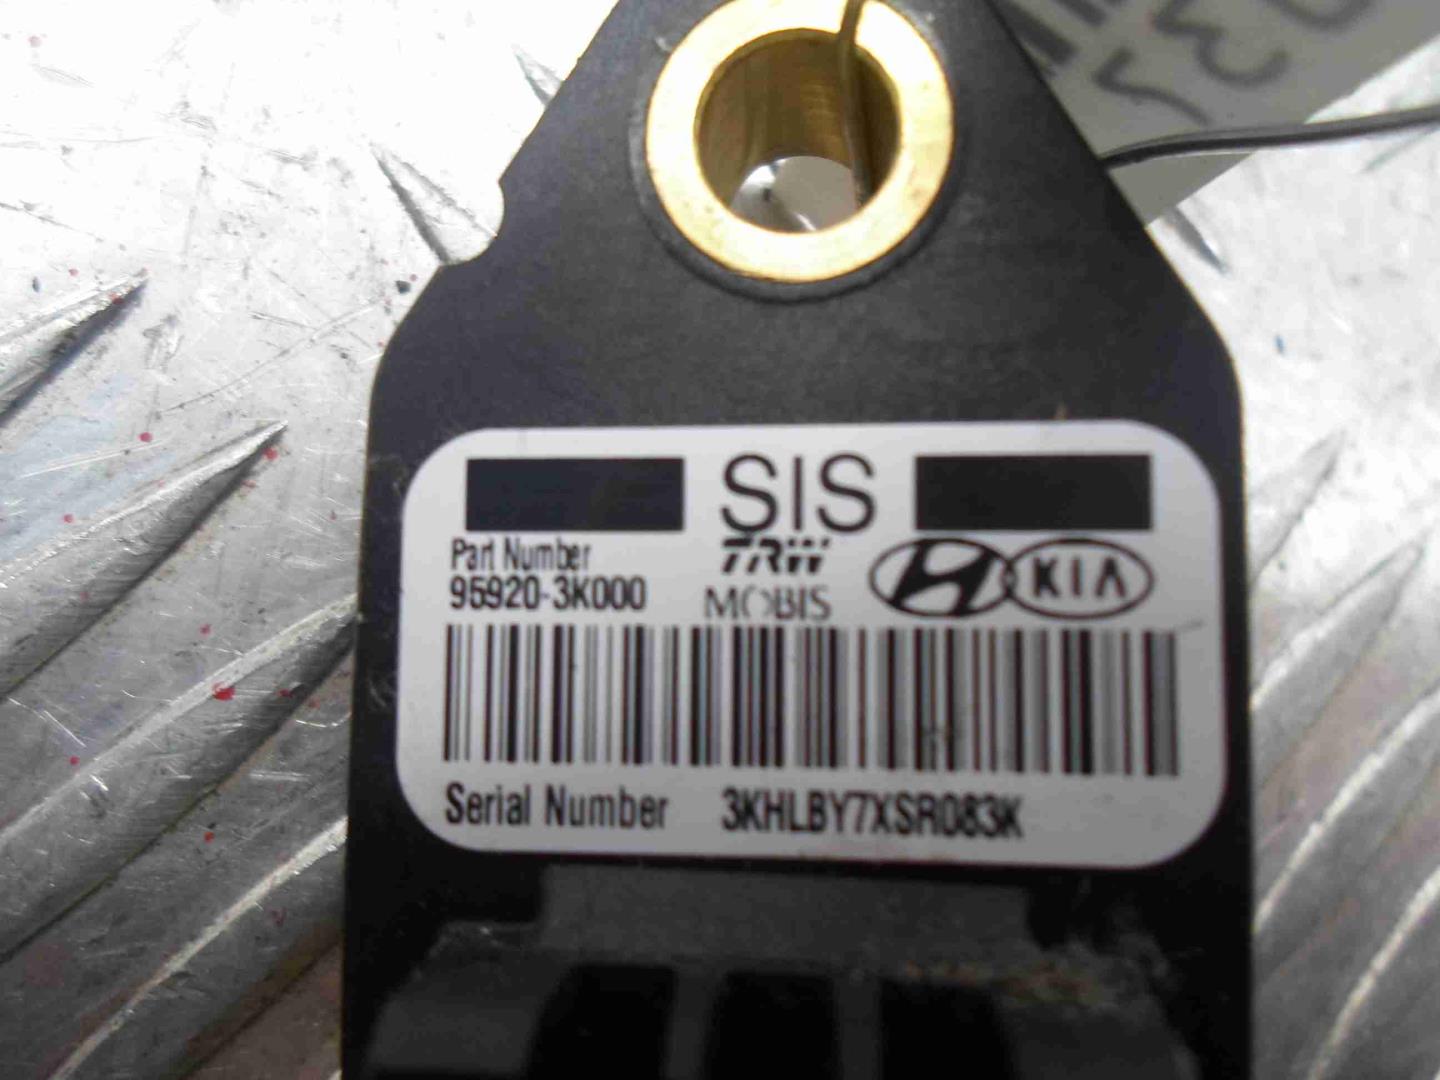 SIS
Part Number
95920-3K000
TRW
MOBIS
KIA
Serial Number 3KHLBY7XSR083K